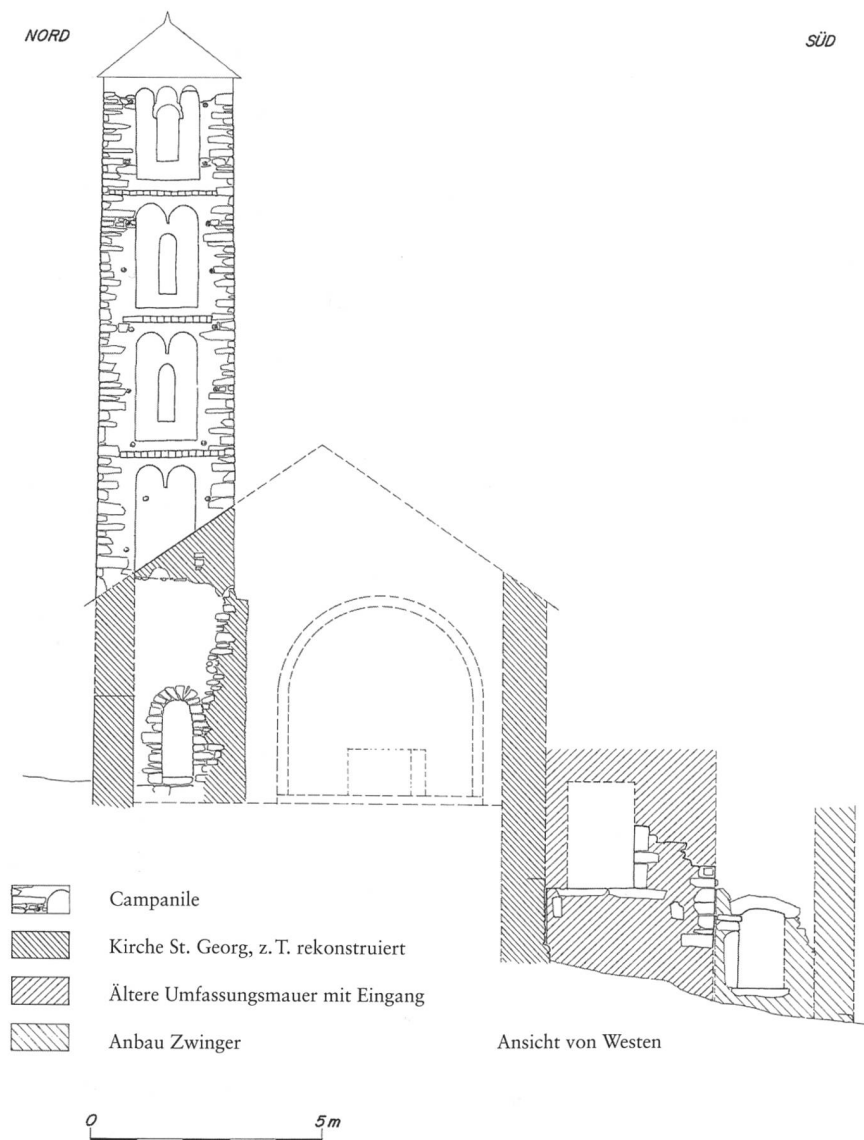 NORD
SÜD
Campanile
Kirche St. Georg, z. T. rekonstruiert
Ältere Umfassungsmauer mit Eingang
Anbau Zwinger
Ansicht von Westen
0 5 m